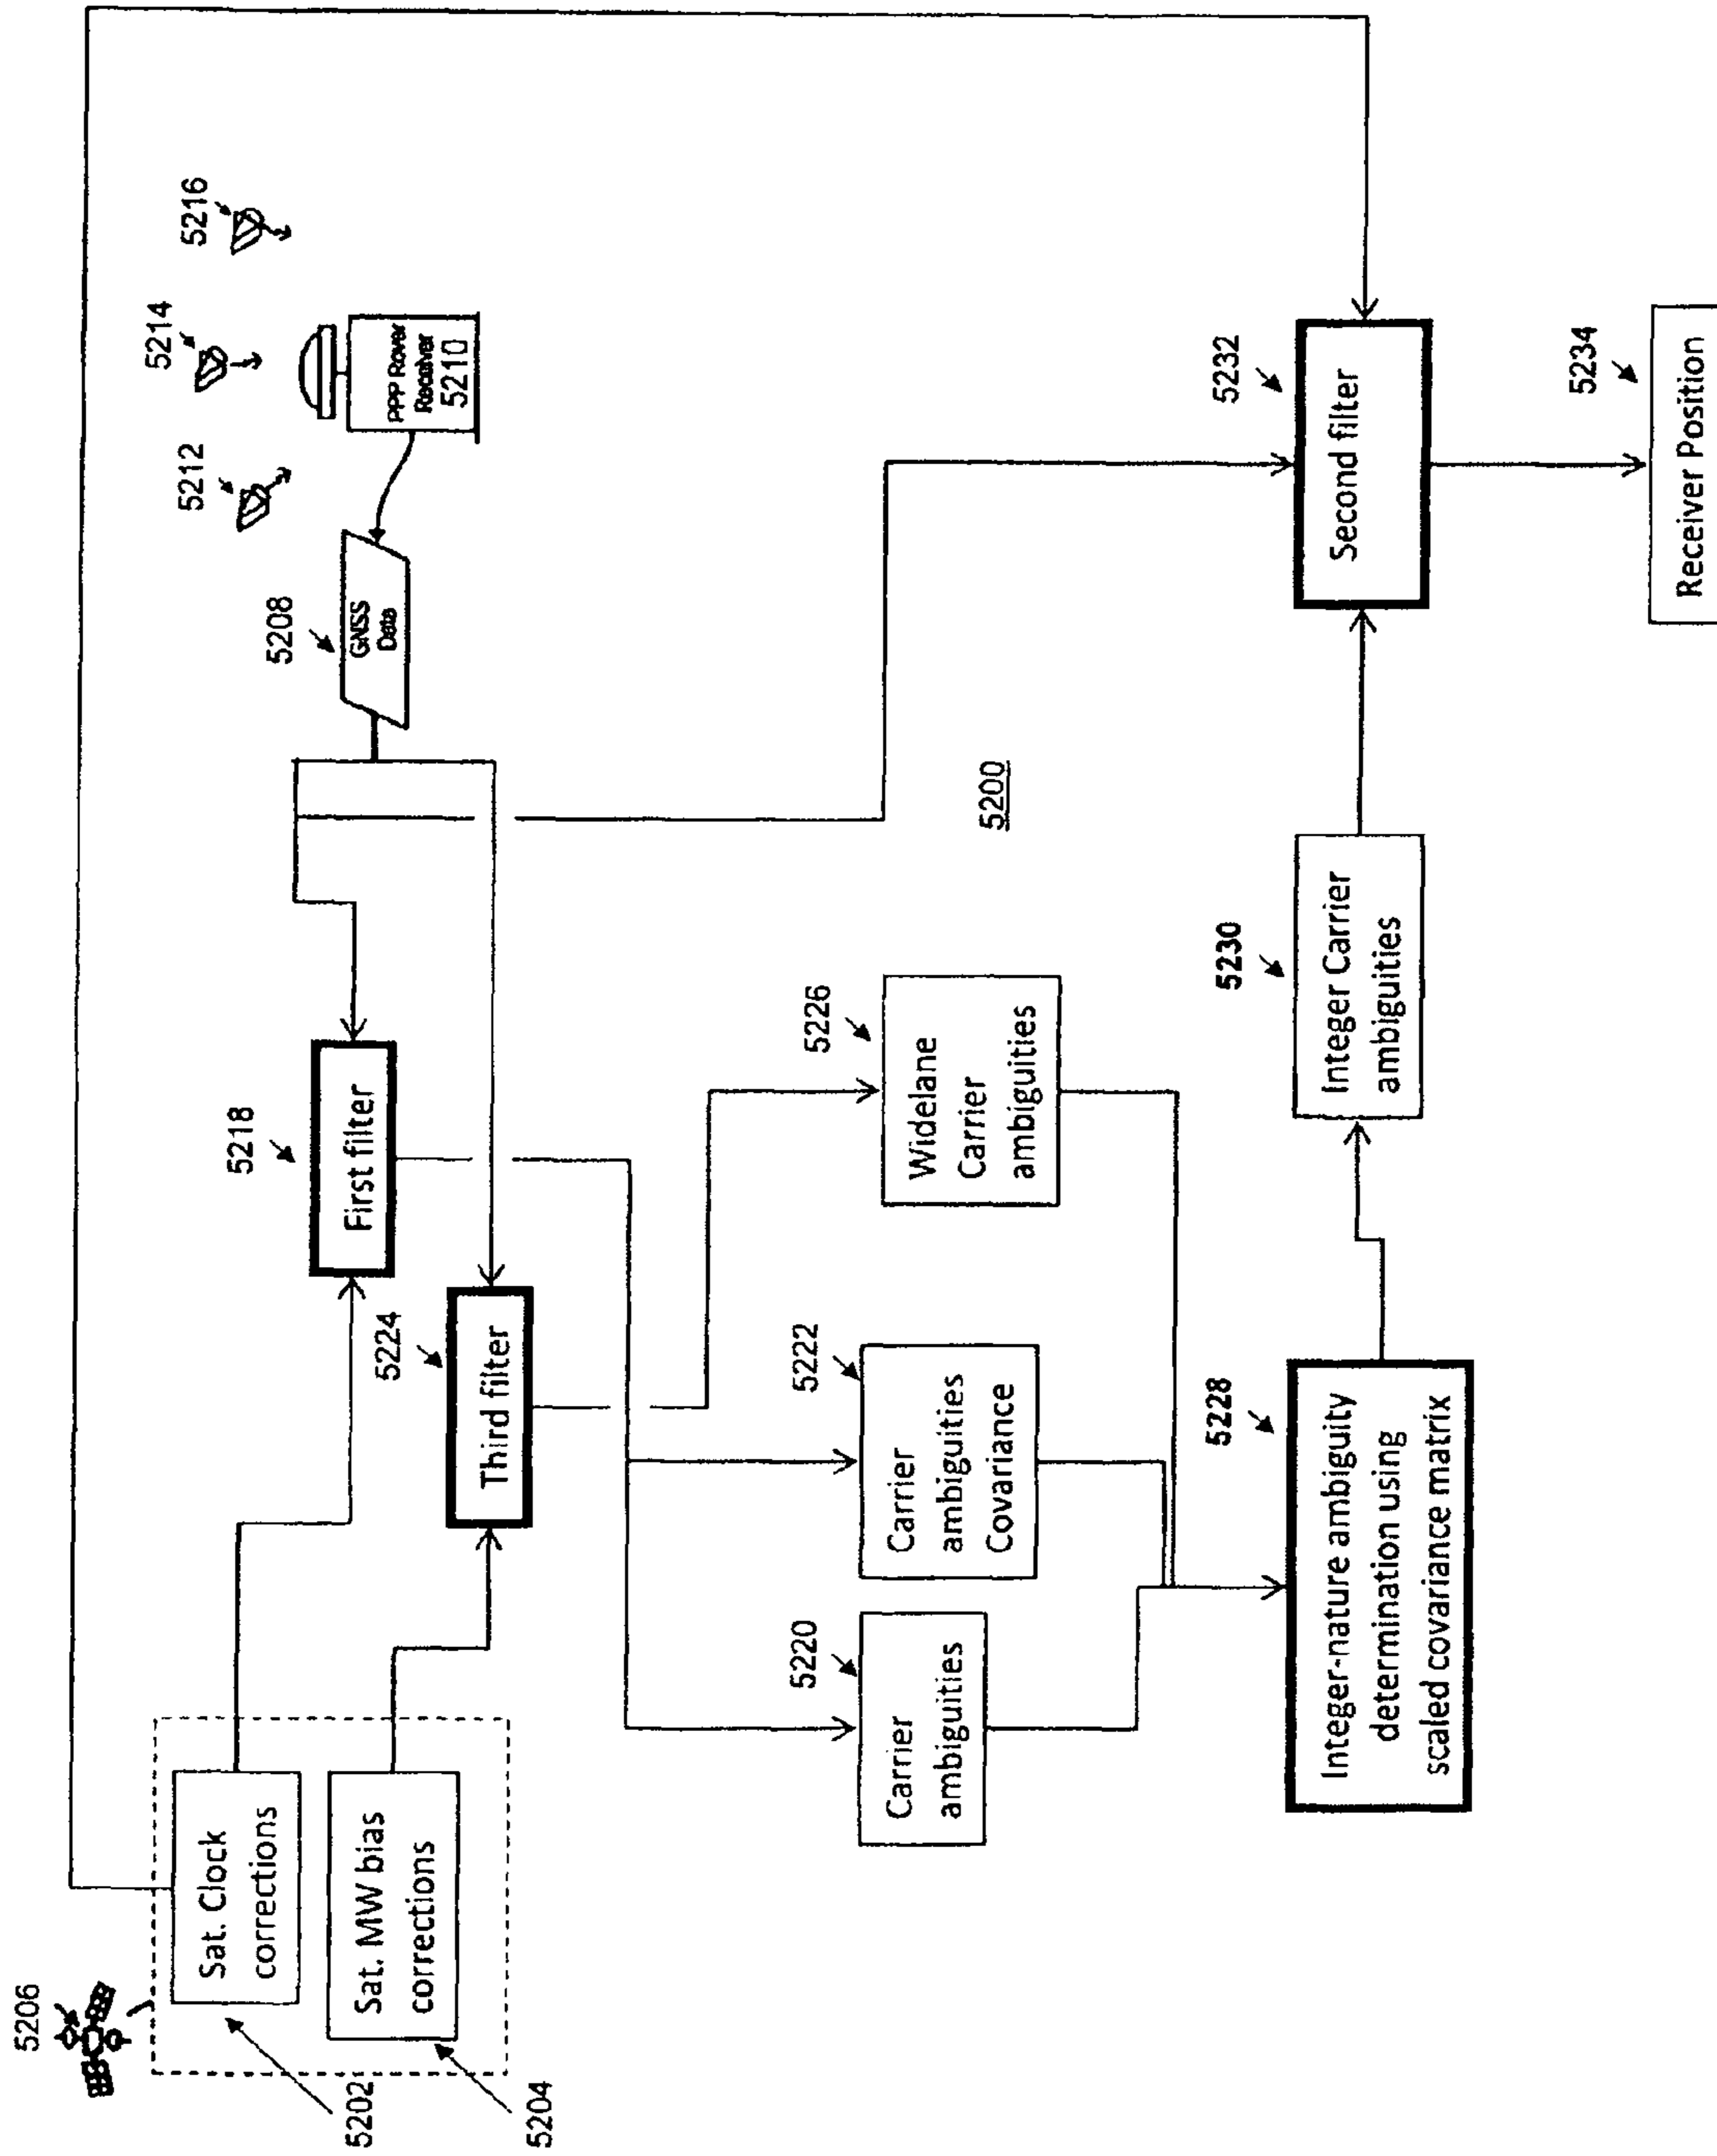 5206
5202
5204
Sat. Clock
corrections
Sat. MW bias
corrections
5218
First filter
5224
Third filter
5208
GNSS
Data
5212
5214
5216
PPP Rover
Receiver
5210
5220
Carrier
ambiguities
5222
Carrier
ambiguities
Covariance
5226
Widelane
Carrier
ambiguities
5200
5228
Integer-nature ambiguity
determination using
scaled covariance matrix
5230
Integer Carrier
ambiguities
5232
Second filter
5234
Receiver Position